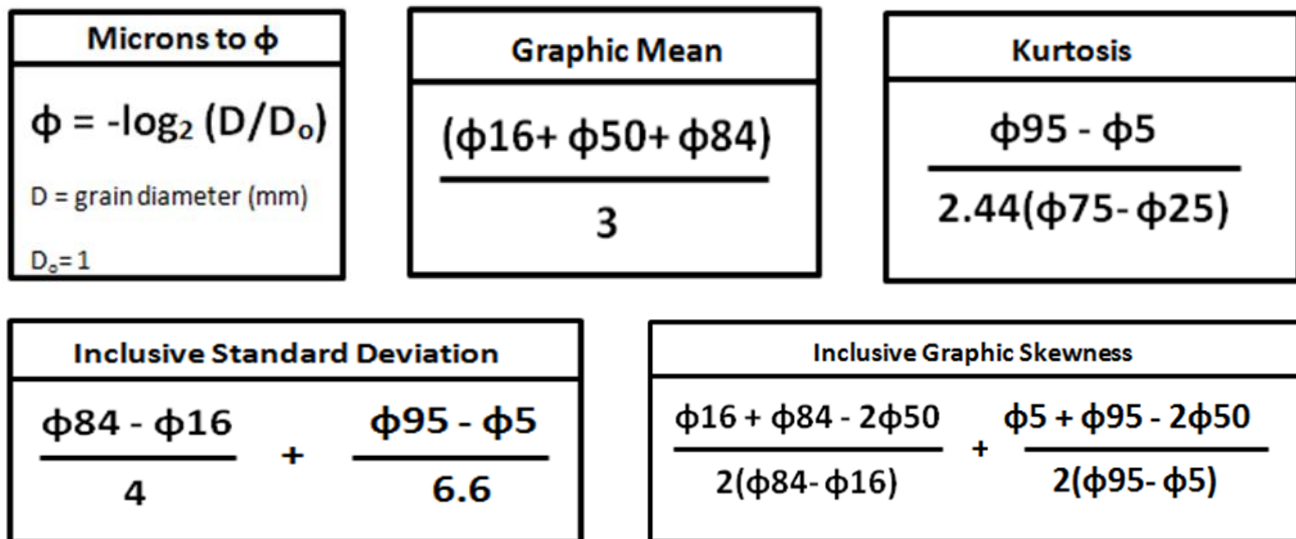 Microns to ϕ
ϕ = -log₂ (D/Dₒ)
D = grain diameter (mm)
Dₒ= 1
Graphic Mean
(ϕ16+ ϕ50+ ϕ84)
3
Kurtosis
ϕ95 - ϕ5
2.44(ϕ75- ϕ25)
Inclusive Standard Deviation
ϕ84 - ϕ16
4
+
ϕ95 - ϕ5
6.6
Inclusive Graphic Skewness
ϕ16 + ϕ84 - 2ϕ50
2(ϕ84- ϕ16)
+
ϕ5 + ϕ95 - 2ϕ50
2(ϕ95- ϕ5)